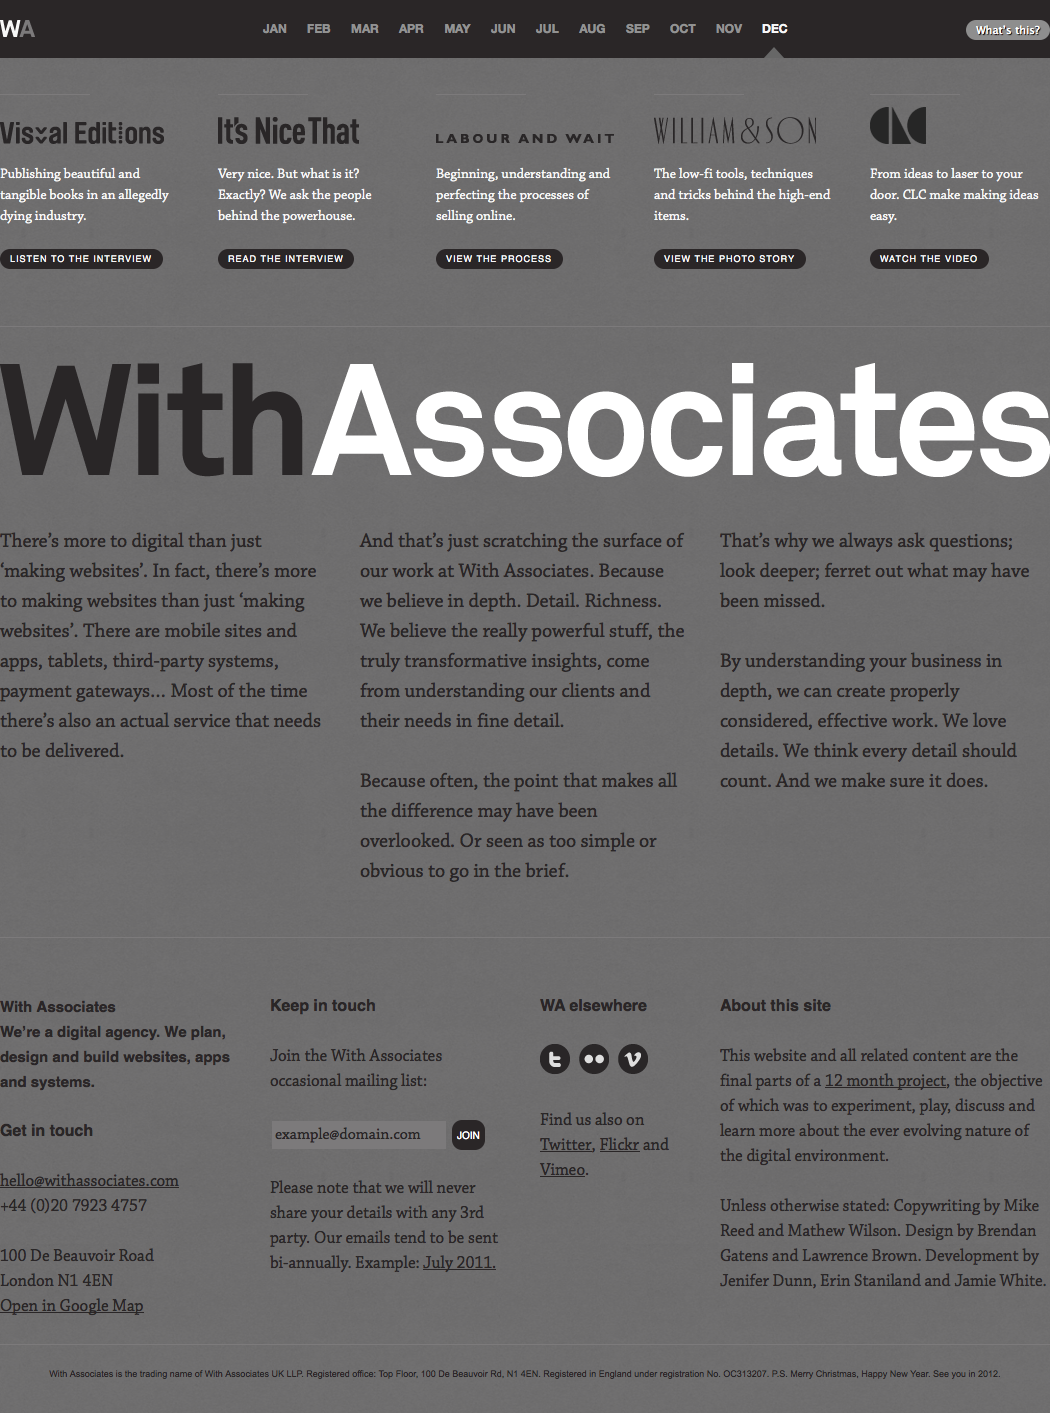 WA
JAN FEB MAR APR MAY JUN JUL AUG SEP OCT NOV DEC
What's this?
Visual Editions
Publishing beautiful and
tangible books in an allegedly
dying industry.
LISTEN TO THE INTERVIEW
It's Nice That
Very nice. But what is it?
Exactly? We ask the people
behind the powerhouse.
READ THE INTERVIEW
LABOUR AND WAIT
Beginning, understanding and
perfecting the processes of
selling online.
VIEW THE PROCESS
WILLIAM & SON
The low-fi tools, techniques
and tricks behind the high-end
items.
VIEW THE PHOTO STORY
CLC
From ideas to laser to your
door. CLC make making ideas
easy.
WATCH THE VIDEO
WithAssociates
There's more to digital than just
‘making websites’. In fact, there’s more
to making websites than just ‘making
websites’. There are mobile sites and
apps, tablets, third-party systems,
payment gateways… Most of the time
there’s also an actual service that needs
to be delivered.
And that’s just scratching the surface of
our work at With Associates. Because
we believe in depth. Detail. Richness.
We believe the really powerful stuff, the
truly transformative insights, come
from understanding our clients and
their needs in fine detail.
Because often, the point that makes all
the difference may have been
overlooked. Or seen as too simple or
obvious to go in the brief.
That’s why we always ask questions;
look deeper; ferret out what may have
been missed.
By understanding your business in
depth, we can create properly
considered, effective work. We love
details. We think every detail should
count. And we make sure it does.
With Associates
We’re a digital agency. We plan,
design and build websites, apps
and systems.
Get in touch
hello@withassociates.com
+44 (0)20 7923 4757
100 De Beauvoir Road
London N1 4EN
Open in Google Map
Keep in touch
Join the With Associates
occasional mailing list:
example@domain.com JOIN
Please note that we will never
share your details with any 3rd
party. Our emails tend to be sent
bi-annually. Example: July 2011.
WA elsewhere
Find us also on
Twitter, Flickr and
Vimeo.
About this site
This website and all related content are the
final parts of a 12 month project, the objective
of which was to experiment, play, discuss and
learn more about the ever evolving nature of
the digital environment.
Unless otherwise stated: Copywriting by Mike
Reed and Mathew Wilson. Design by Brendan
Gatens and Lawrence Brown. Development by
Jenifer Dunn, Erin Staniland and Jamie White.
With Associates is the trading name of With Associates UK LLP. Registered office: Top Floor, 100 De Beauvoir Rd, N1 4EN. Registered in England under registration No. OC313207. P.S. Merry Christmas, Happy New Year. See you in 2012.